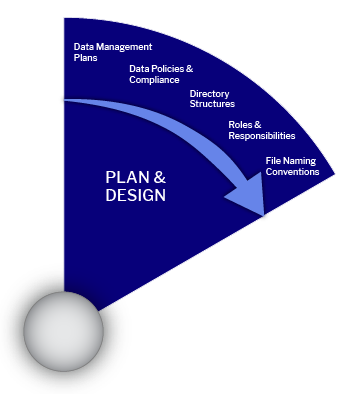 Data Management
Plans
Data Policies &
Compliance
Directory
Structures
Roles &
Responsibilities
File Naming
Conventions
PLAN &
DESIGN